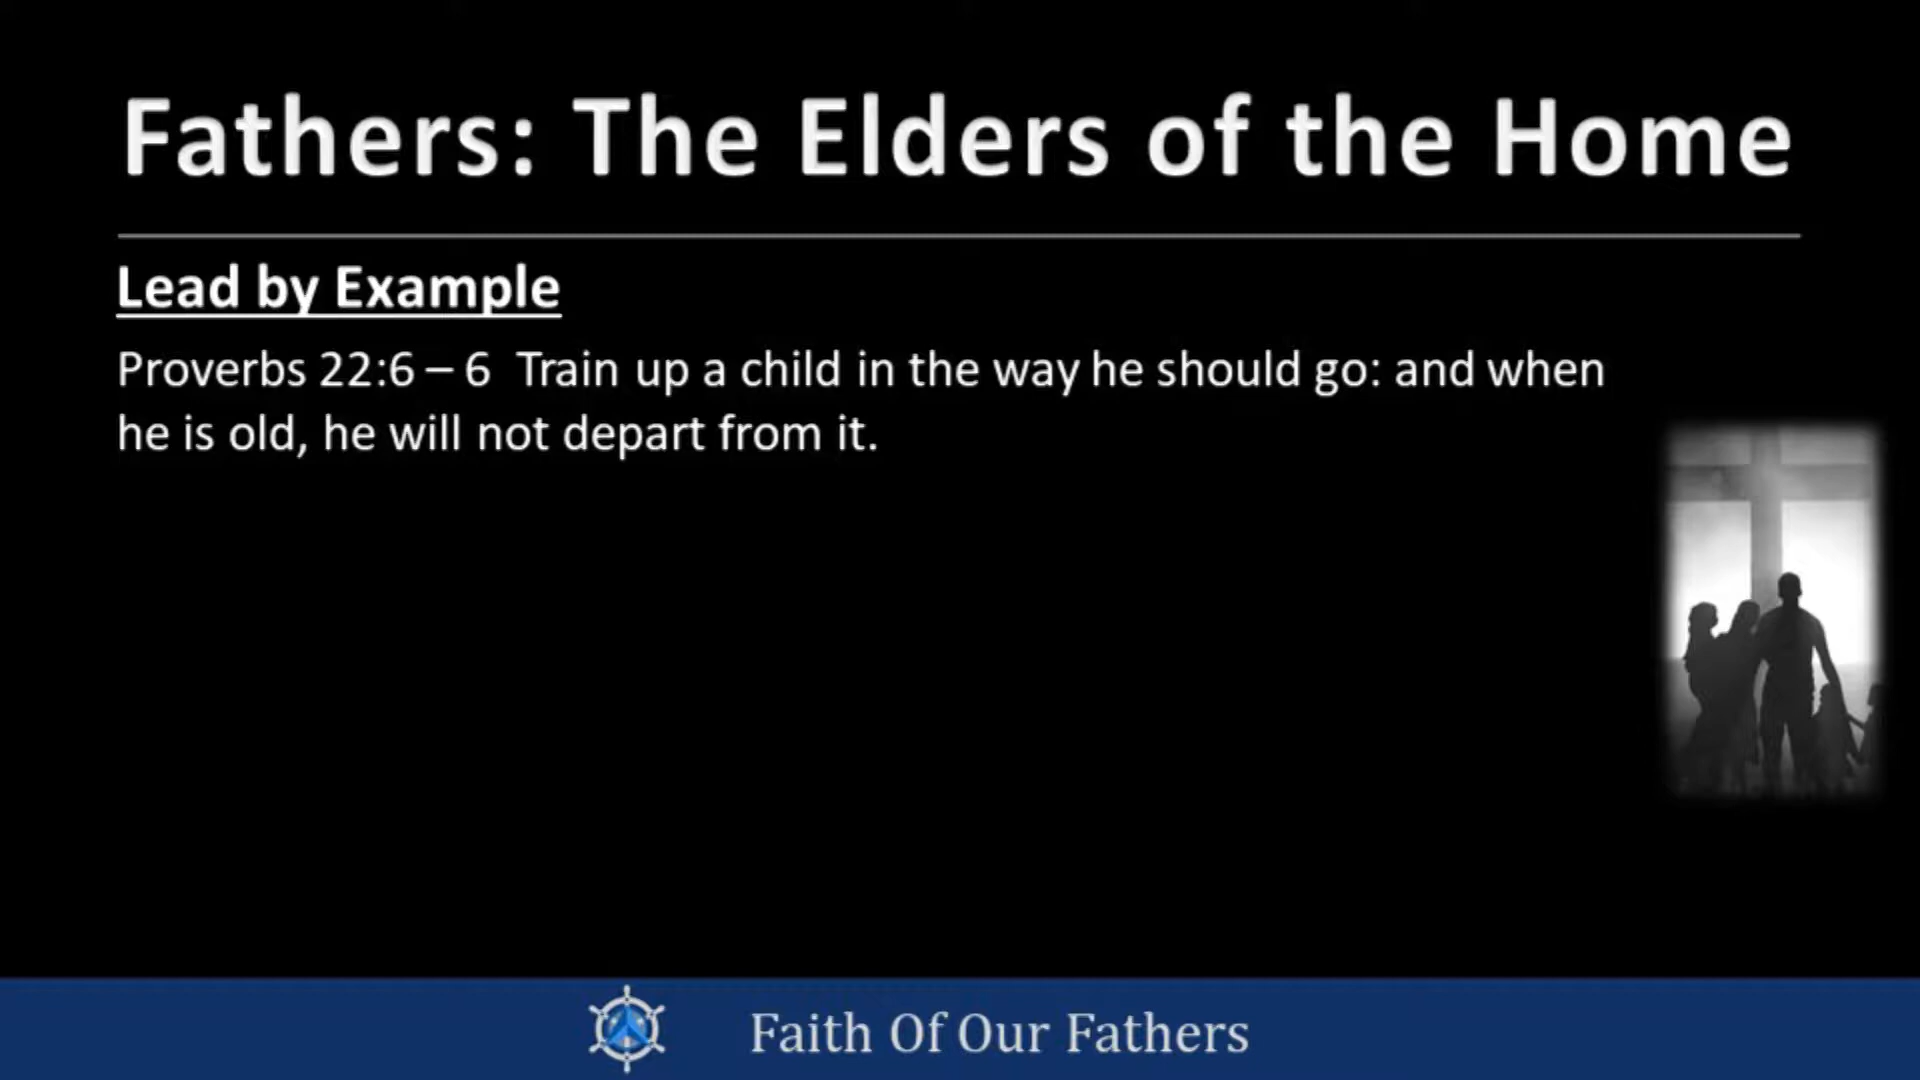 Fathers: The Elders of the Home
Lead by Example
Proverbs 22:6 – 6  Train up a child in the way he should go: and when
he is old, he will not depart from it.
Faith Of Our Fathers